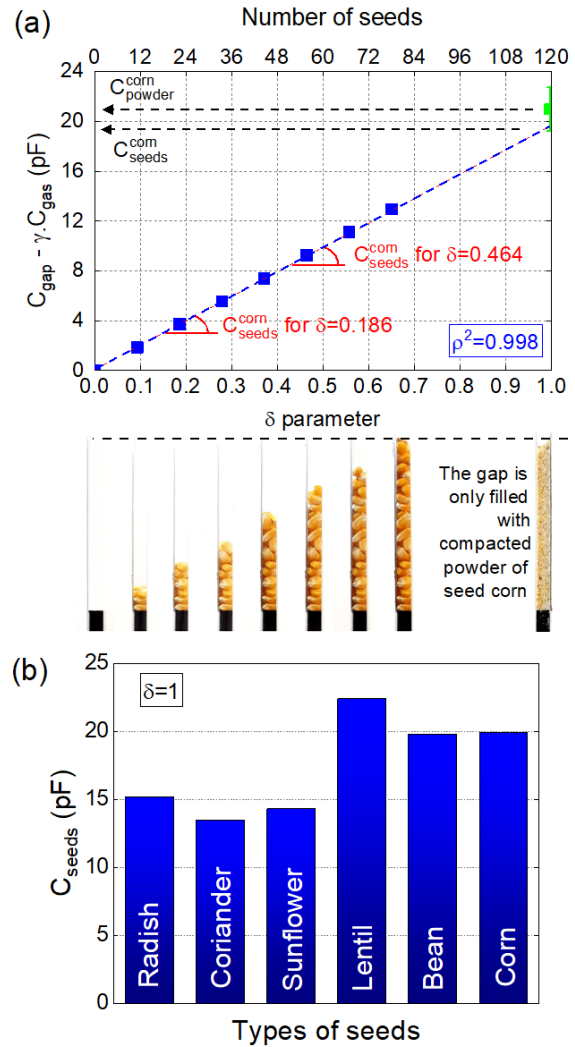 (a)
Number of seeds
0 12 24 36 48 60 72 84 96 108 120
C_gap - γ.C_gas (pF)
24
20
16
12
8
4
0
C corn powder
C corn seeds
C corn seeds for δ=0.464
C corn seeds for δ=0.186
ρ²=0.998
0.0 0.1 0.2 0.3 0.4 0.5 0.6 0.7 0.8 0.9 1.0
δ parameter
The gap is
only filled
with
compacted
powder of
seed corn
(b)
δ=1
C_seeds (pF)
25
20
15
10
5
0
Radish
Coriander
Sunflower
Lentil
Bean
Corn
Types of seeds